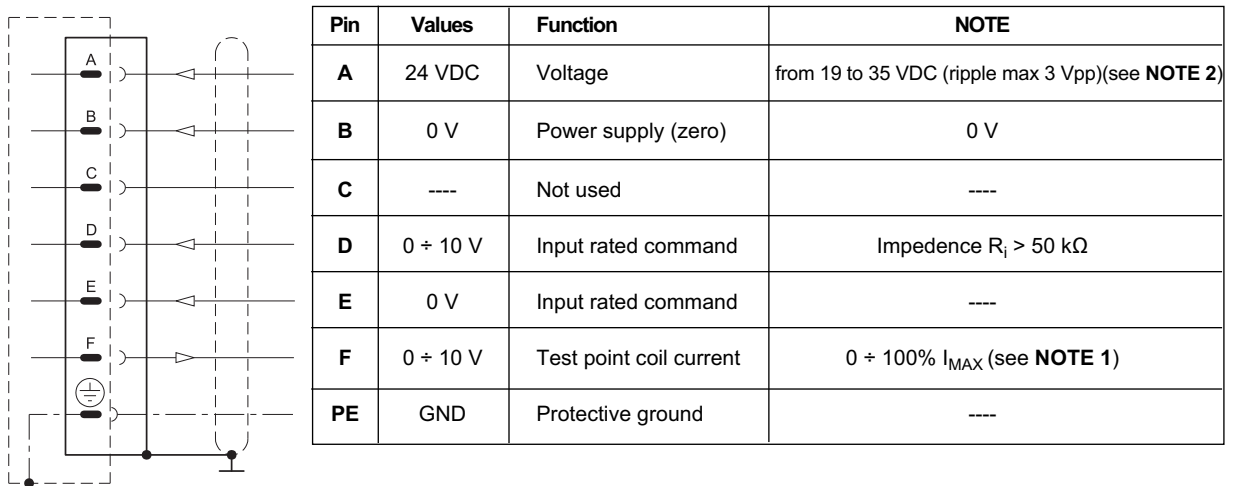 Pin Values Function NOTE
A A 24 VDC Voltage from 19 to 35 VDC (ripple max 3 Vpp)(see NOTE 2)
B B 0 V Power supply (zero) 0 V
C C ---- Not used ----
D D 0 ÷ 10 V Input rated command Impedence Ri > 50 kΩ
E E 0 V Input rated command ----
F F 0 ÷ 10 V Test point coil current 0 ÷ 100% IMAX (see NOTE 1)
PE GND Protective ground ----